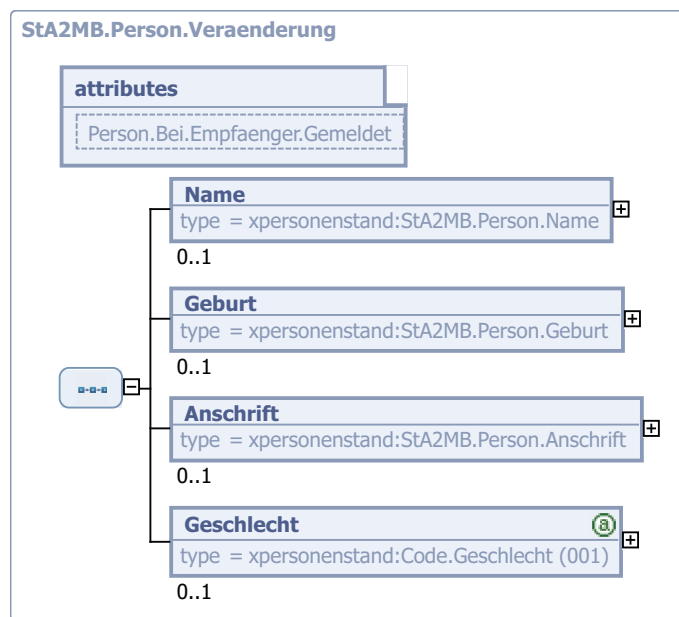 StA2MB.Person.Veraenderung
attributes
Person.Bei.Empfaenger.Gemeldet
Name
type = xpersonenstand:StA2MB.Person.Name
0..1
Geburt
type = xpersonenstand:StA2MB.Person.Geburt
0..1
Anschrift
type = xpersonenstand:StA2MB.Person.Anschrift
0..1
Geschlecht
a
type = xpersonenstand:Code.Geschlecht (001)
0..1